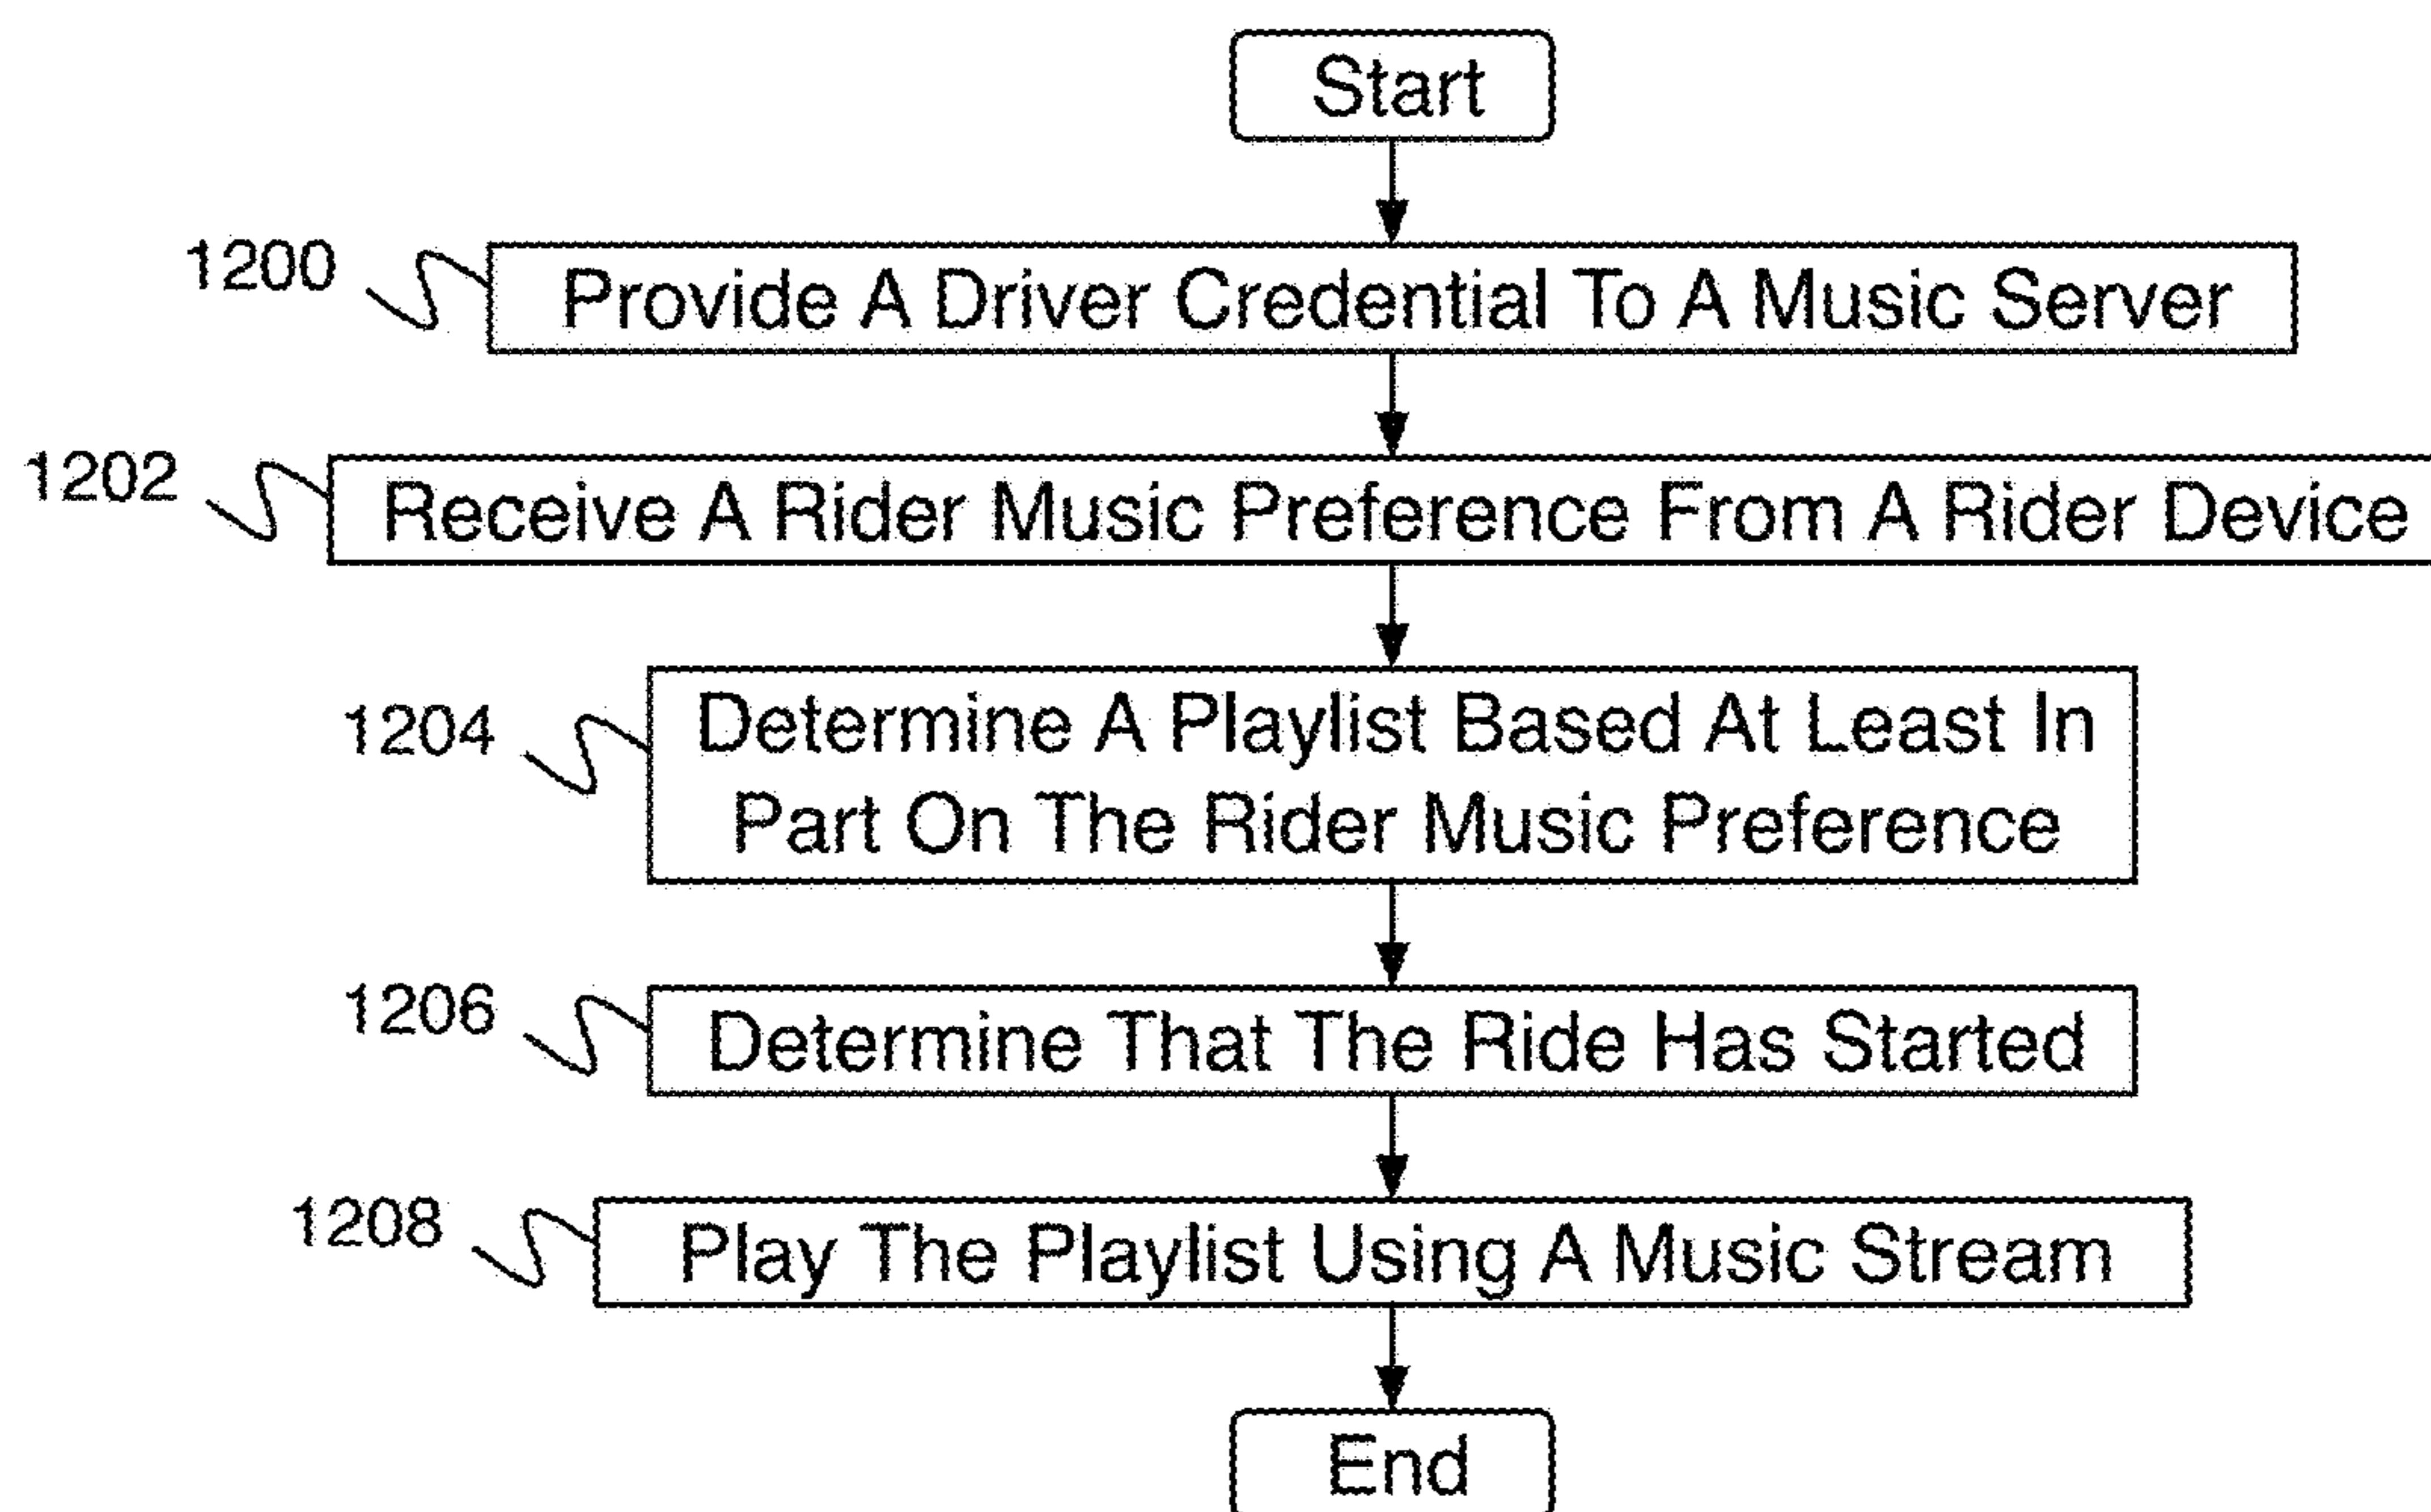 Start
1200
Provide A Driver Credential To A Music Server
1202
Receive A Rider Music Preference From A Rider Device
1204
Determine A Playlist Based At Least In
Part On The Rider Music Preference
1206
Determine That The Ride Has Started
1208
Play The Playlist Using A Music Stream
End